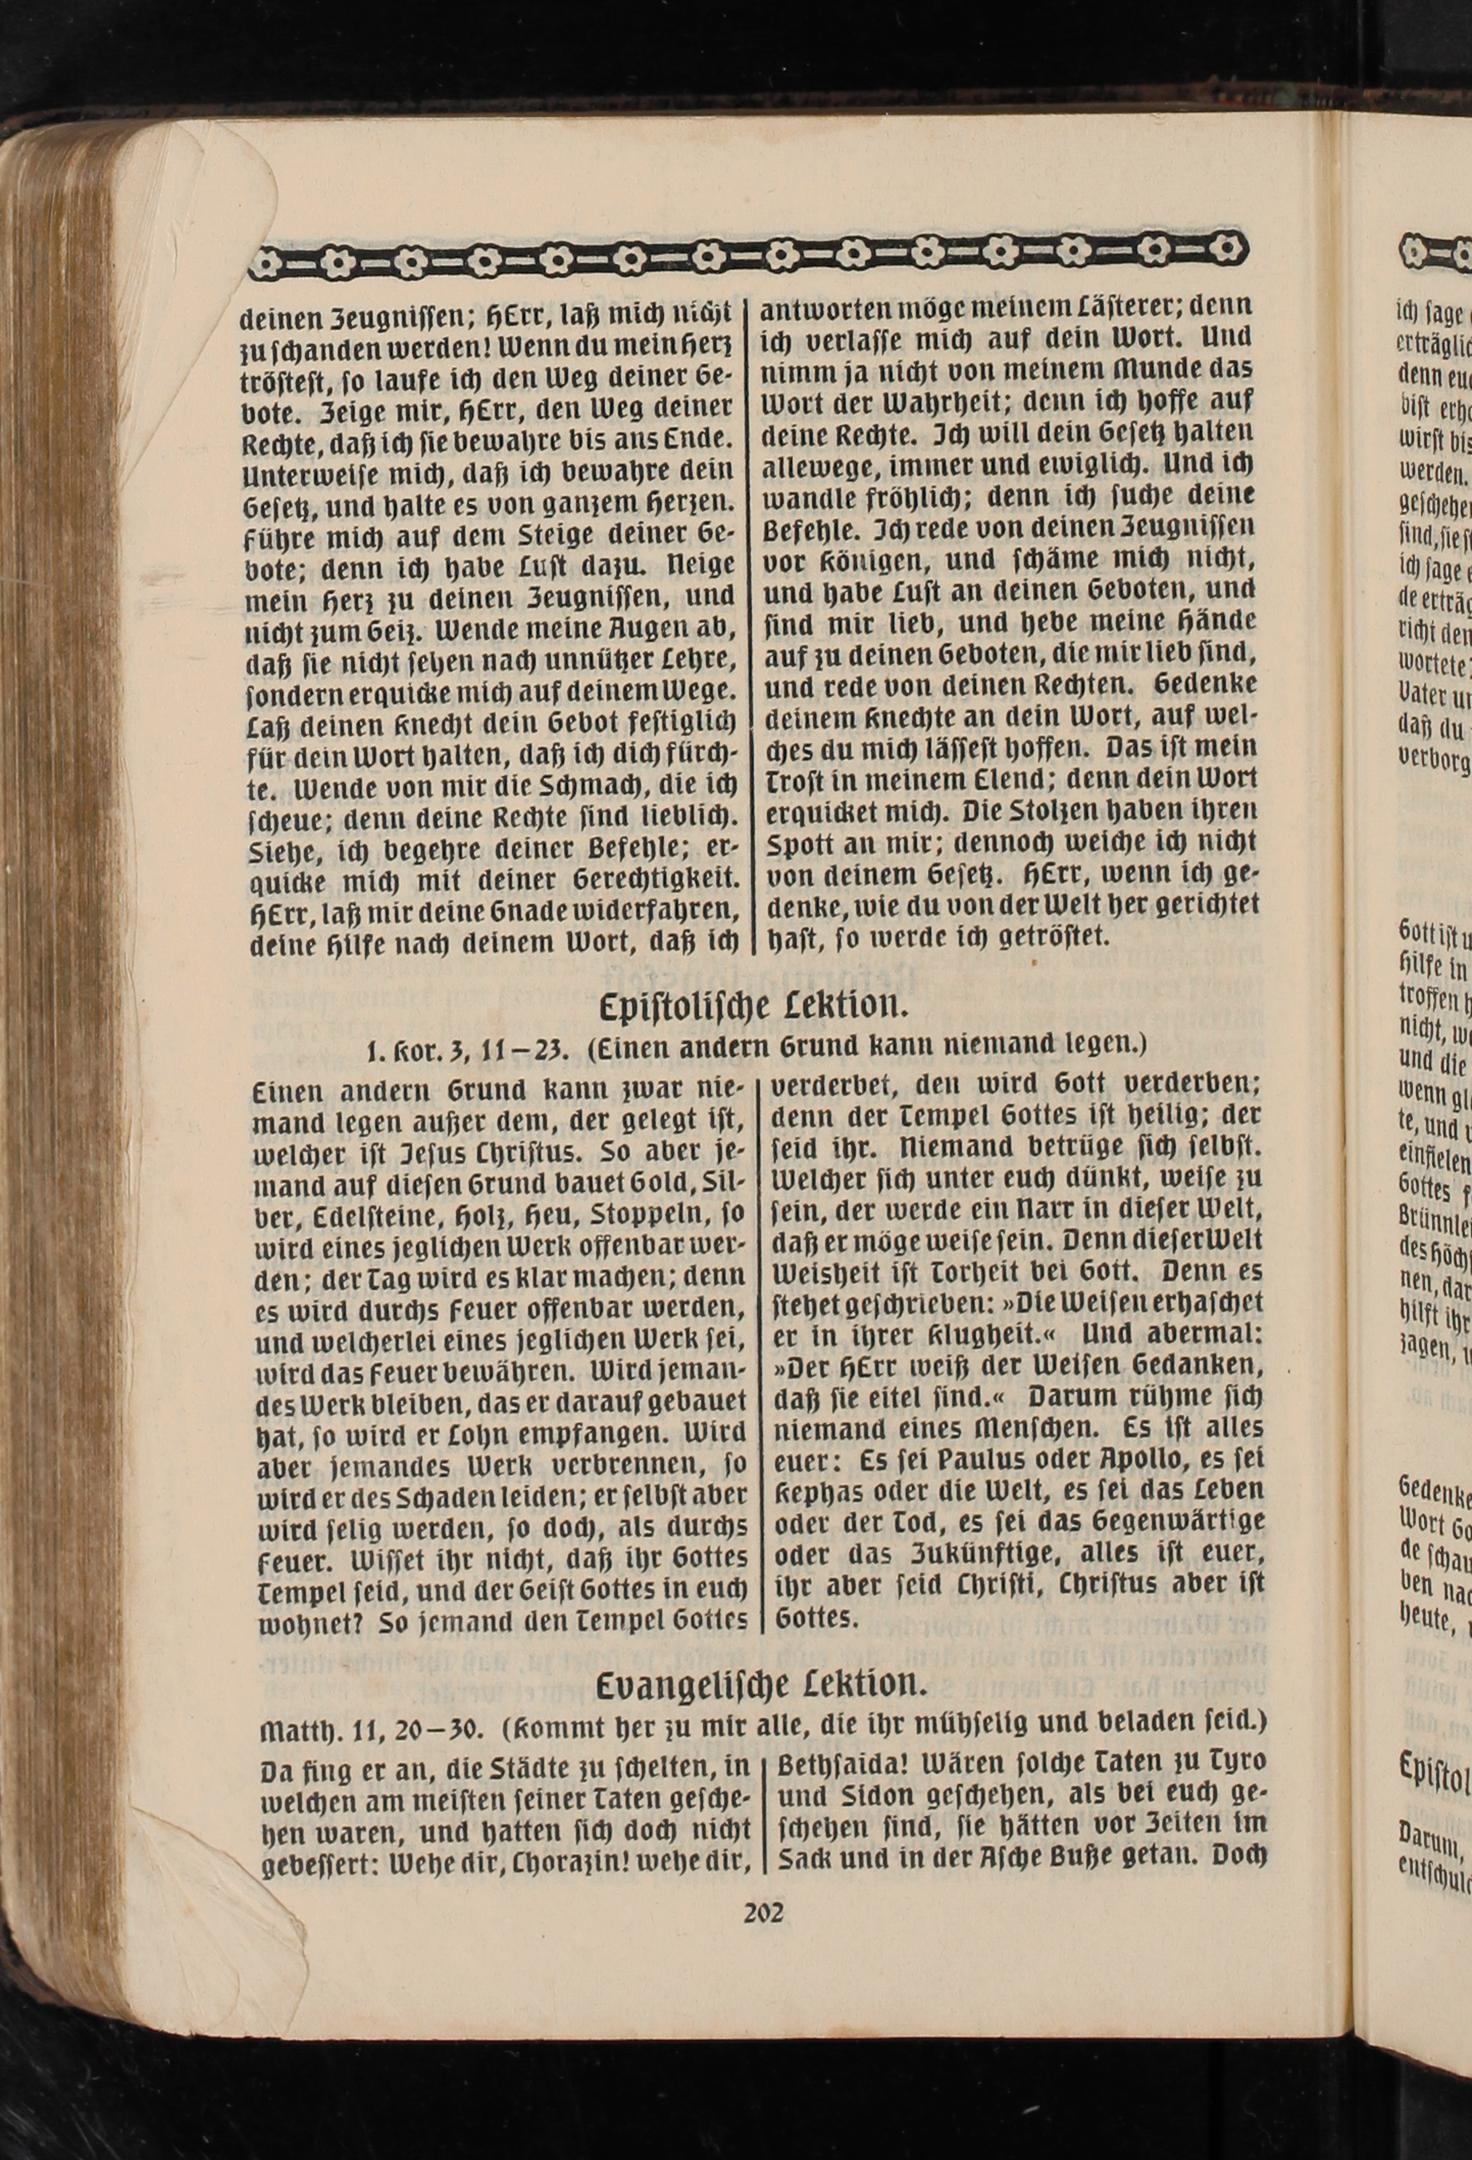 deinen Zeugniſſen; HErr, laß mich nicht
zu ſchanden werden! Wenn du mein Herz
tröſteſt, ſo laufe ich den Weg deiner Ge-
bote. Zeige mir, HErr, den Weg deiner
Rechte, daß ich ſie bewahre bis ans Ende.
Unterweiſe mich, daß ich bewahre dein
Geſetz, und halte es von ganzem Herzen.
Führe mich auf dem Steige deiner Ge-
bote; denn ich habe Luſt dazu. Neige
mein Herz zu deinen Zeugniſſen, und
nicht zum Geiz. Wende meine Augen ab,
daß ſie nicht ſehen nach unnützer Lehre,
ſondern erquicke mich auf deinem Wege.
Laß deinen Knecht dein Gebot feſtiglich
für dein Wort halten, daß ich dich fürch-
te. Wende von mir die Schmach, die ich
ſcheue; denn deine Rechte ſind lieblich.
Siehe, ich begehre deiner Befehle; er-
quicke mich mit deiner Gerechtigkeit.
HErr, laß mir deine Gnade widerfahren,
deine Hilfe nach deinem Wort, daß ich
antworten möge meinem Läſterer; denn
ich verlaſſe mich auf dein Wort. Und
nimm ja nicht von meinem Munde das
Wort der Wahrheit; denn ich hoffe auf
deine Rechte. Ich will dein Geſetz halten
allewege, immer und ewiglich. Und ich
wandle fröhlich; denn ich ſuche deine
Befehle. Ich rede von deinen Zeugniſſen
vor Königen, und ſchäme mich nicht,
und habe Luſt an deinen Geboten, und
ſind mir lieb, und hebe meine Hände
auf zu deinen Geboten, die mir lieb ſind,
und rede von deinen Rechten. Gedenke
deinem Knechte an dein Wort, auf wel-
ches du mich läſſeſt hoffen. Das iſt mein
Troſt in meinem Elend; denn dein Wort
erquicket mich. Die Stolzen haben ihren
Spott an mir; dennoch weiche ich nicht
von deinem Geſetz. HErr, wenn ich ge-
denke, wie du von der Welt her gerichtet
haſt, ſo werde ich getröſtet.
Epiſtoliſche Lektion.
1. Kor. 3, 11–23. (Einen andern Grund kann niemand legen.)
Einen andern Grund kann zwar nie-
mand legen außer dem, der gelegt iſt,
welcher iſt Jeſus Chriſtus. So aber je-
mand auf dieſen Grund bauet Gold, Sil-
ber, Edelſteine, Holz, Heu, Stoppeln, ſo
wird eines jeglichen Werk offenbar wer-
den; der Tag wird es klar machen; denn
es wird durchs Feuer offenbar werden,
und welcherlei eines jeglichen Werk ſei,
wird das Feuer bewähren. Wird jeman-
des Werk bleiben, das er darauf gebauet
hat, ſo wird er Lohn empfangen. Wird
aber jemandes Werk verbrennen, ſo
wird er des Schaden leiden; er ſelbſt aber
wird ſelig werden, ſo doch, als durchs
Feuer. Wiſſet ihr nicht, daß ihr Gottes
Tempel ſeid, und der Geiſt Gottes in euch
wohnet? So jemand den Tempel Gottes
verderbet, den wird Gott verderben;
denn der Tempel Gottes iſt heilig; der
ſeid ihr. Niemand betrüge ſich ſelbſt.
Welcher ſich unter euch dünkt, weiſe zu
ſein, der werde ein Narr in dieſer Welt,
daß er möge weiſe ſein. Denn dieſer Welt
Weisheit iſt Torheit bei Gott. Denn es
ſtehet geſchrieben: »Die Weiſen erhaſchet
er in ihrer Klugheit.« Und abermal:
»Der HErr weiß der Weiſen Gedanken,
daß ſie eitel ſind.« Darum rühme ſich
niemand eines Menſchen. Es iſt alles
euer: Es ſei Paulus oder Apollo, es ſei
Kephas oder die Welt, es ſei das Leben
oder der Tod, es ſei das Gegenwärtige
oder das Zukünftige, alles iſt euer,
ihr aber ſeid Chriſti, Chriſtus aber iſt
Gottes.
Evangeliſche Lektion.
Matth. 11, 20–30. (Kommt her zu mir alle, die ihr mühſelig und beladen ſeid.)
Da fing er an, die Städte zu ſchelten, in
welchen am meiſten ſeiner Taten geſche-
hen waren, und hatten ſich doch nicht
gebeſſert: Wehe dir, Chorazin! wehe dir,
Bethſaida! Wären ſolche Taten zu Tyro
und Sidon geſchehen, als bei euch ge-
ſchehen ſind, ſie hätten vor Zeiten im
Sack und in der Aſche Buße getan. Doch
202
ich ſage
denn
wirſt bis
werden.
ich ſage
wortete
daß du
Gott iſt
Hilfe in
nicht,
und die
Gottes
Gedenke
Wort
ben
heute,
Darum,